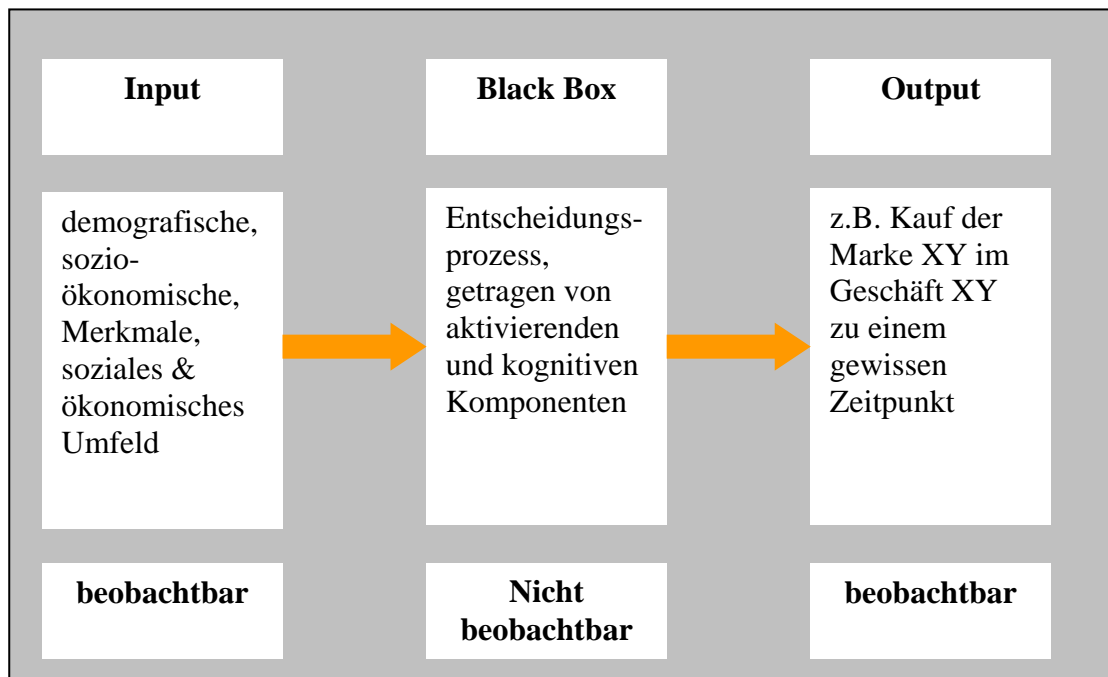 Input
Black Box
Output
demografische,
sozio-
ökonomische,
Merkmale,
soziales &
ökonomisches
Umfeld
Entscheidungs-
prozess,
getragen von
aktivierenden
und kognitiven
Komponenten
z.B. Kauf der
Marke XY im
Geschäft XY
zu einem
gewissen
Zeitpunkt
beobachtbar
Nicht
beobachtbar
beobachtbar